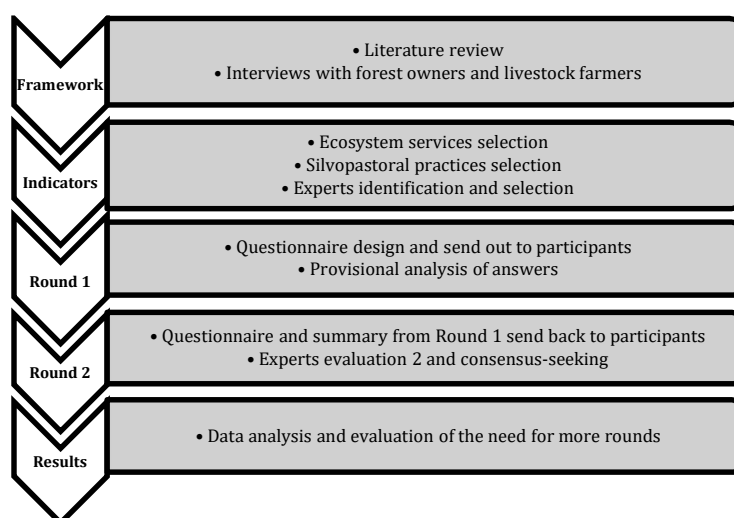 Framework
• Literature review
• Interviews with forest owners and livestock farmers
Indicators
• Ecosystem services selection
• Silvopastoral practices selection
• Experts identification and selection
Round 1
• Questionnaire design and send out to participants
• Provisional analysis of answers
Round 2
• Questionnaire and summary from Round 1 send back to participants
• Experts evaluation 2 and consensus-seeking
Results
• Data analysis and evaluation of the need for more rounds